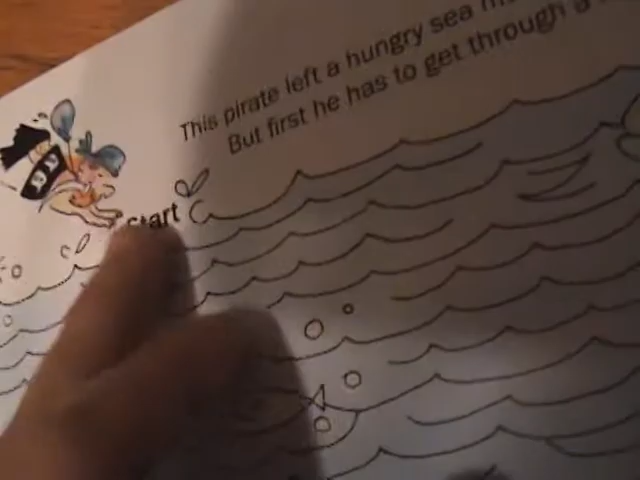 This pirate left a hungry sea
But first he has to get through a
Start